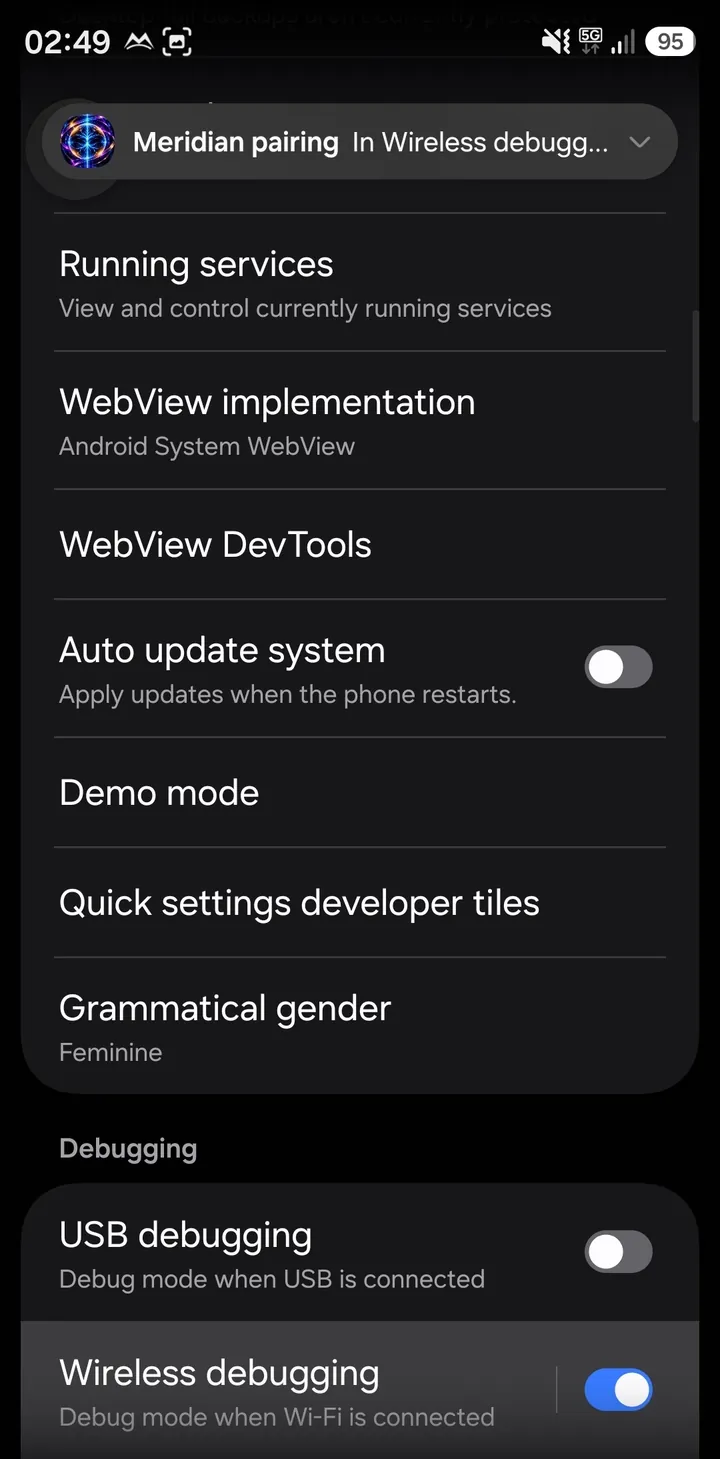 02:49
5G
95
Meridian pairing In Wireless debugg...
Running services
View and control currently running services
WebView implementation
Android System WebView
WebView DevTools
Auto update system
Apply updates when the phone restarts.
Demo mode
Quick settings developer tiles
Grammatical gender
Feminine
Debugging
USB debugging
Debug mode when USB is connected
Wireless debugging
Debug mode when Wi-Fi is connected